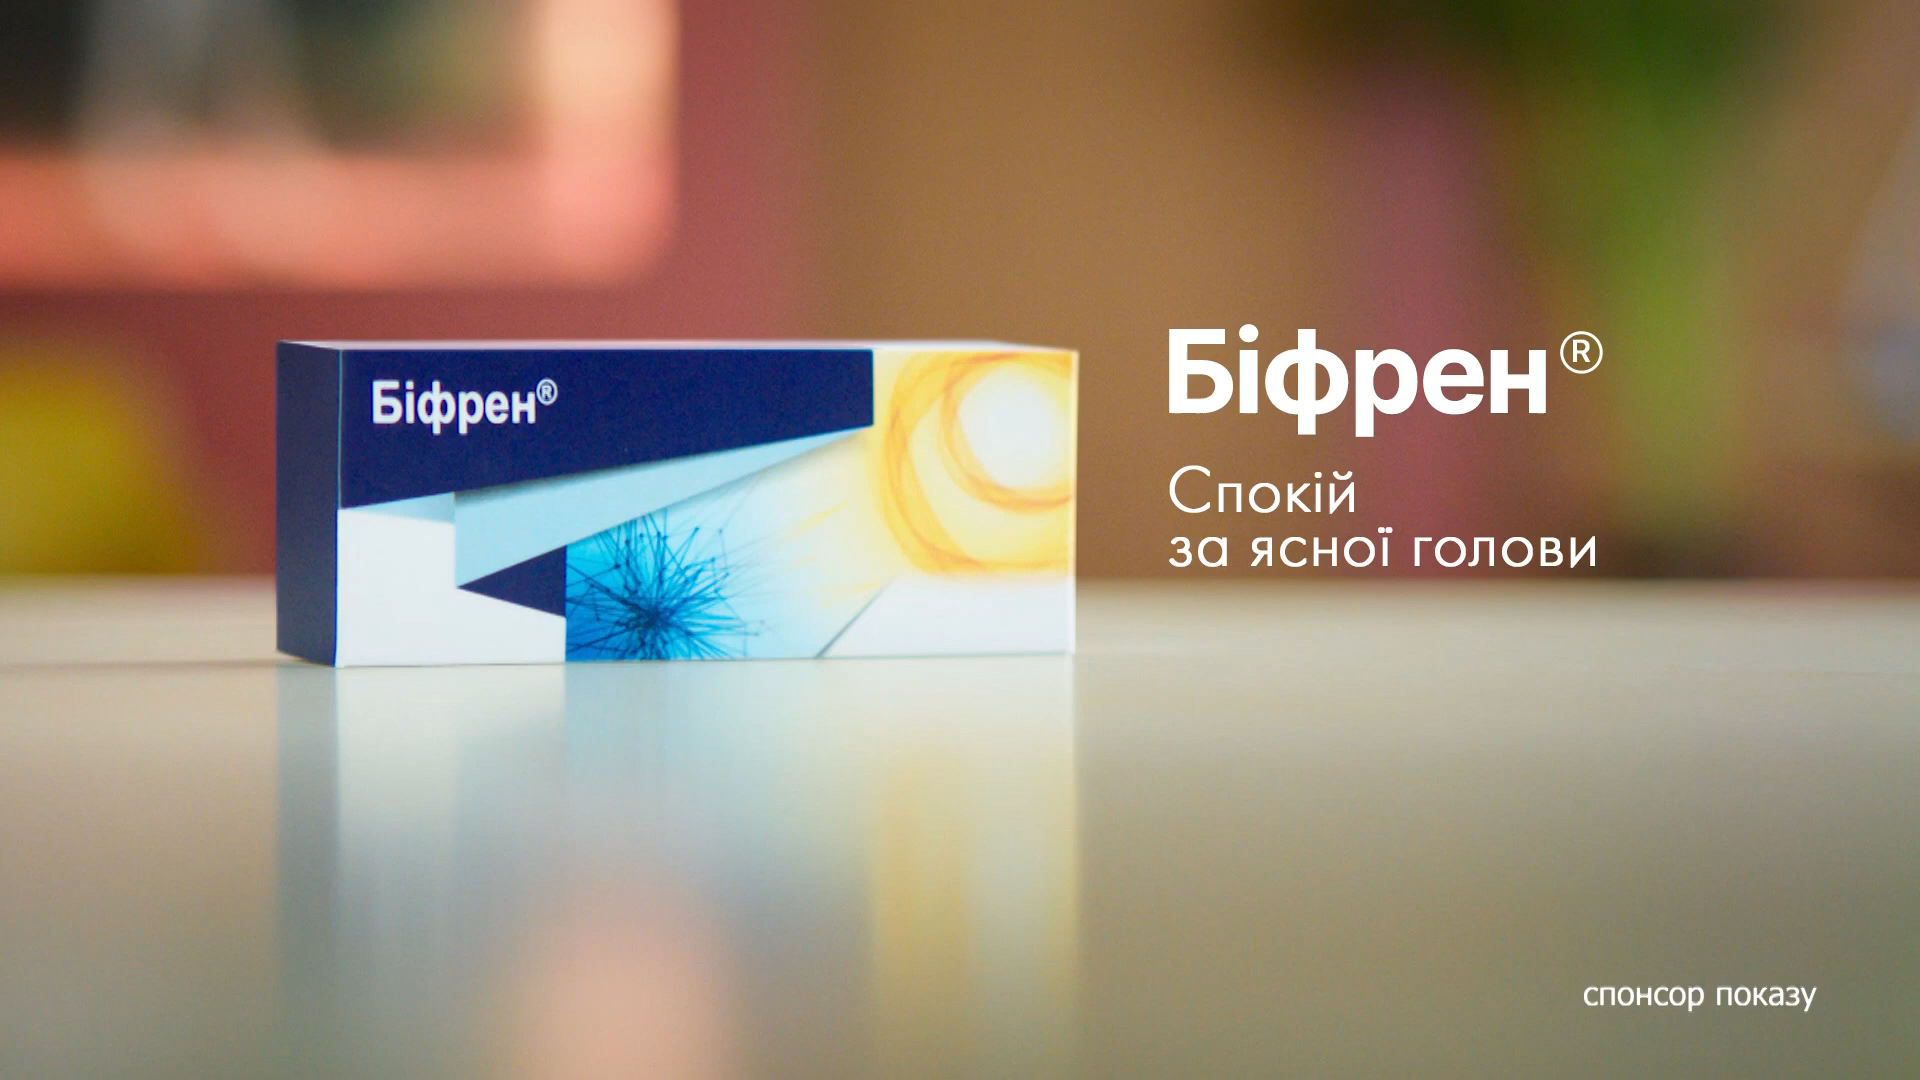 Біфрен®
Біфрен®
Спокій
за ясної голови
спонсор показу